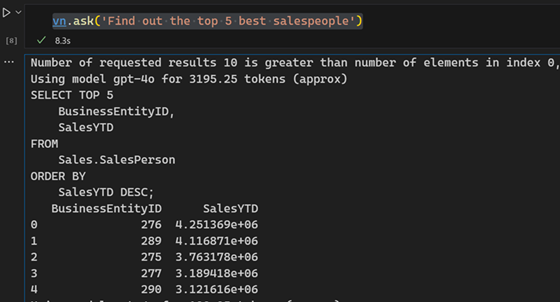 vn.ask('Find out the top 5 best salespeople')
[8]
8.3s
Number of requested results 10 is greater than number of elements in index 0,
Using model gpt-4o for 3195.25 tokens (approx)
SELECT TOP 5
BusinessEntityID,
SalesYTD
FROM
Sales.SalesPerson
ORDER BY
SalesYTD DESC;
BusinessEntityID SalesYTD
0 276 4.251369e+06
1 289 4.116871e+06
2 275 3.763178e+06
3 277 3.189418e+06
4 290 3.121616e+06